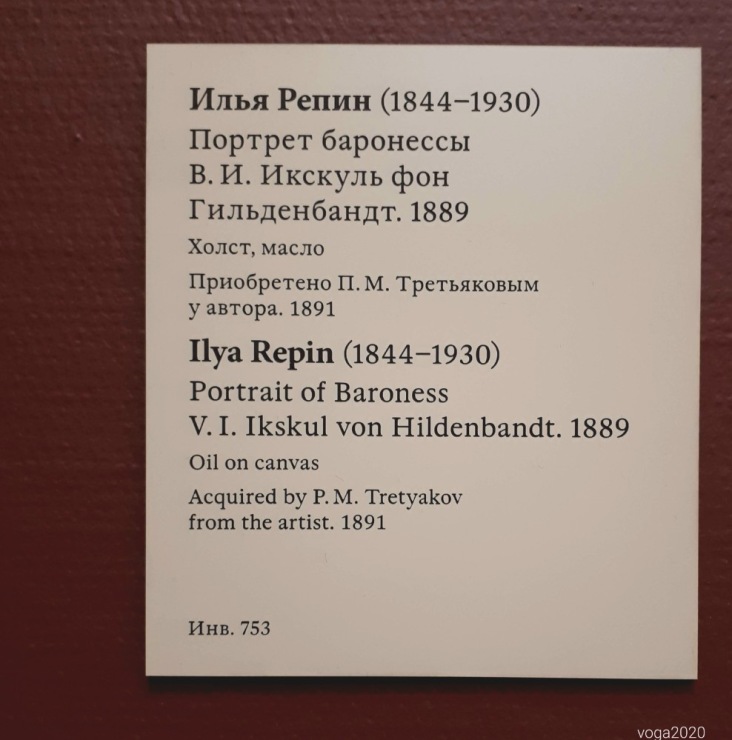 Илья Репин (1844–1930)
Портрет баронессы
В. И. Икскуль фон
Гильденбандт. 1889
Холст, масло
Приобретено П. М. Третьяковым
у автора. 1891
Ilya Repin (1844–1930)
Portrait of Baroness
V. I. Ikskul von Hildenbandt. 1889
Oil on canvas
Acquired by P. M. Tretyakov
from the artist. 1891
Инв. 753
voga2020